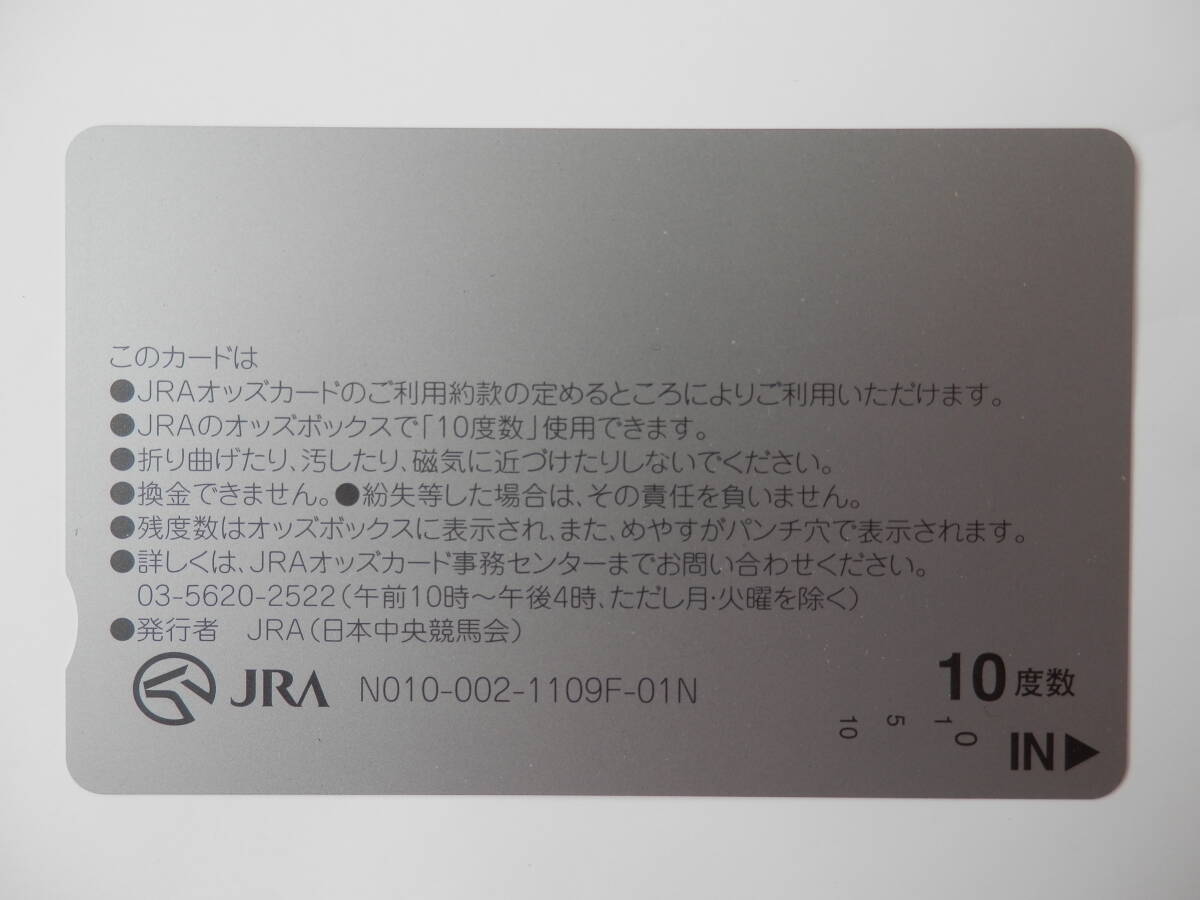 このカードは
●JRAオッズカードのご利用約款の定めるところによりご利用いただけます。
●JRAのオッズボックスで「10度数」使用できます。
●折り曲げたり、汚したり、磁気に近づけたりしないでください。
●換金できません。●紛失等した場合は、その責任を負いません。
●残度数はオッズボックスに表示され、また、めやすがパンチ穴で表示されます。
●詳しくは、JRAオッズカード事務センターまでお問い合わせください。
03-5620-2522(午前10時〜午後4時、ただし月・火曜を除く)
●発行者 JRA(日本中央競馬会)
JRA N010-002-1109F-01N
10度数
10 5 1 0
IN▶